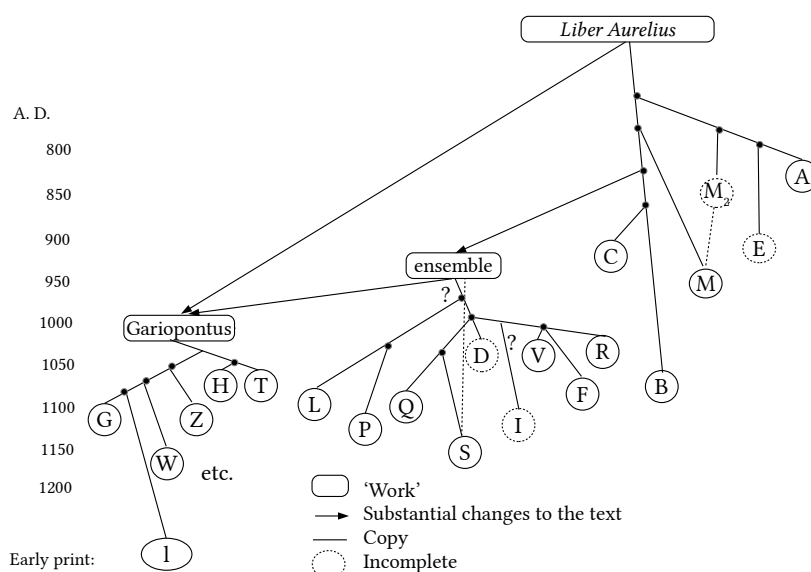 Liber Aurelius
A. D.
800
A
850
M2
900
E
C
ensemble
950
M
?
1000
Gariopontus
?
D
V
R
1050
H
T
B
F
L
Q
1100
G
Z
I
P
1150
S
W
etc.
1200
‘Work’
Substantial changes to the text
Copy
Early print:
l
Incomplete